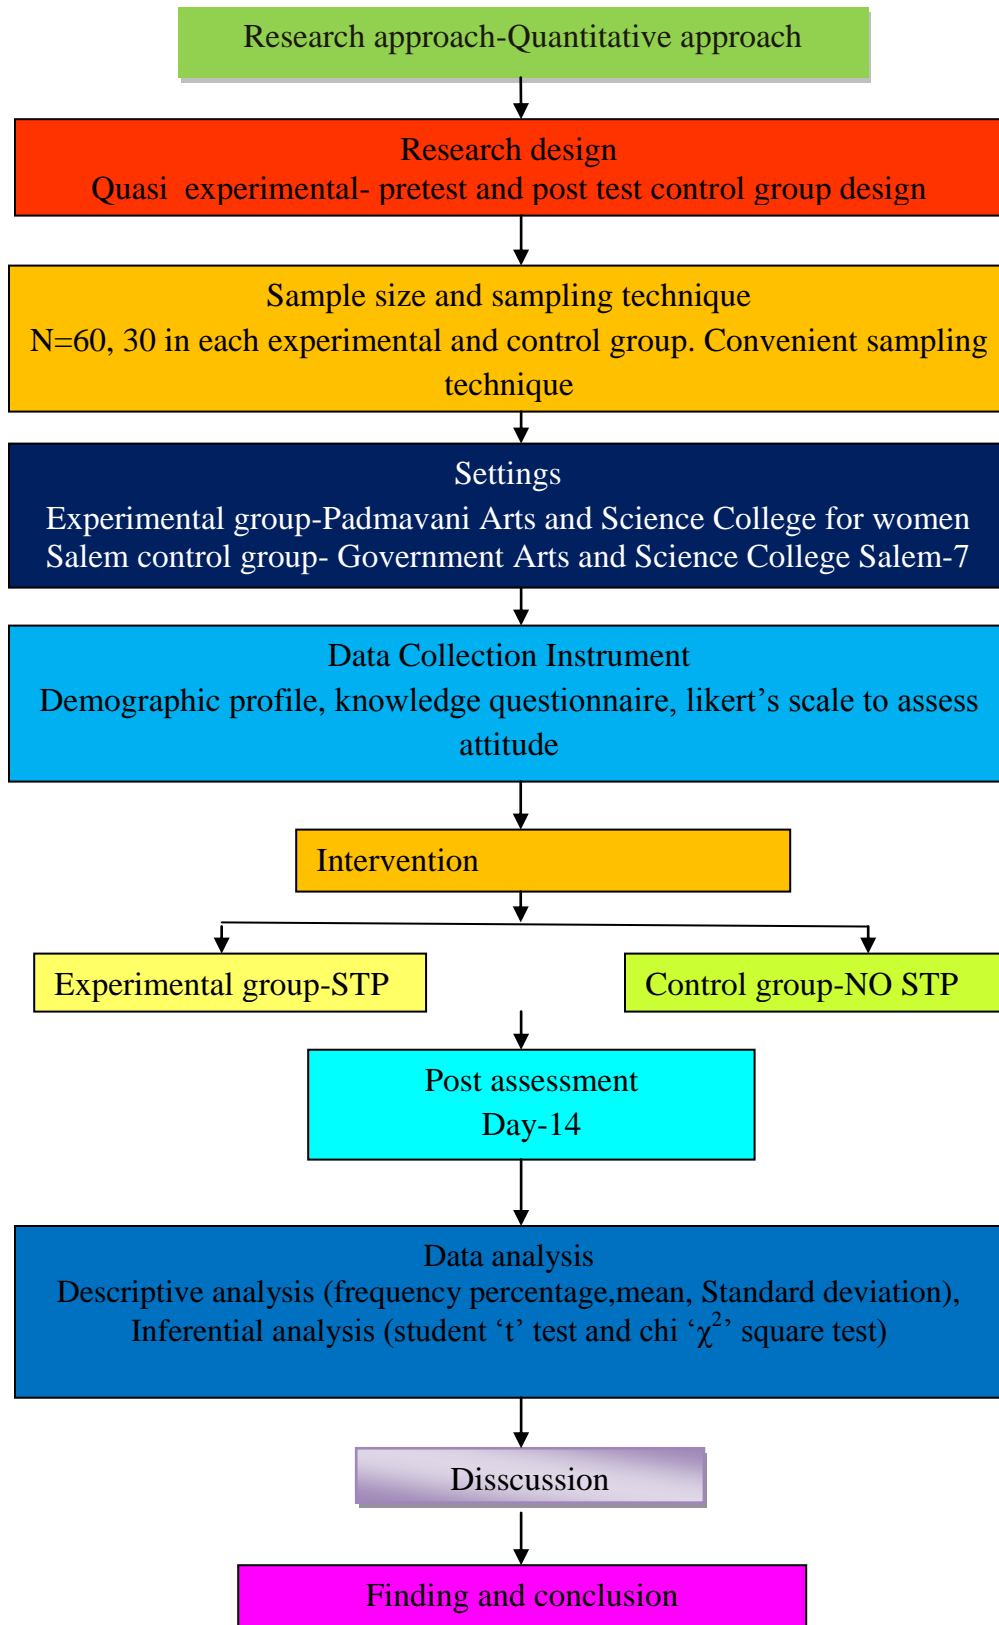 Research approach-Quantitative approach
Research design
Quasi experimental- pretest and post test control group design
Sample size and sampling technique
N=60, 30 in each experimental and control group. Convenient sampling
technique
Settings
Experimental group-Padmavani Arts and Science College for women
Salem control group- Government Arts and Science College Salem-7
Data Collection Instrument
Demographic profile, knowledge questionnaire, likert’s scale to assess
attitude
Intervention
Experimental group-STP
Control group-NO STP
Post assessment
Day-14
Data analysis
Descriptive analysis (frequency percentage,mean, Standard deviation),
Inferential analysis (student ‘t’ test and chi ‘χ²’ square test)
Disscussion
Finding and conclusion